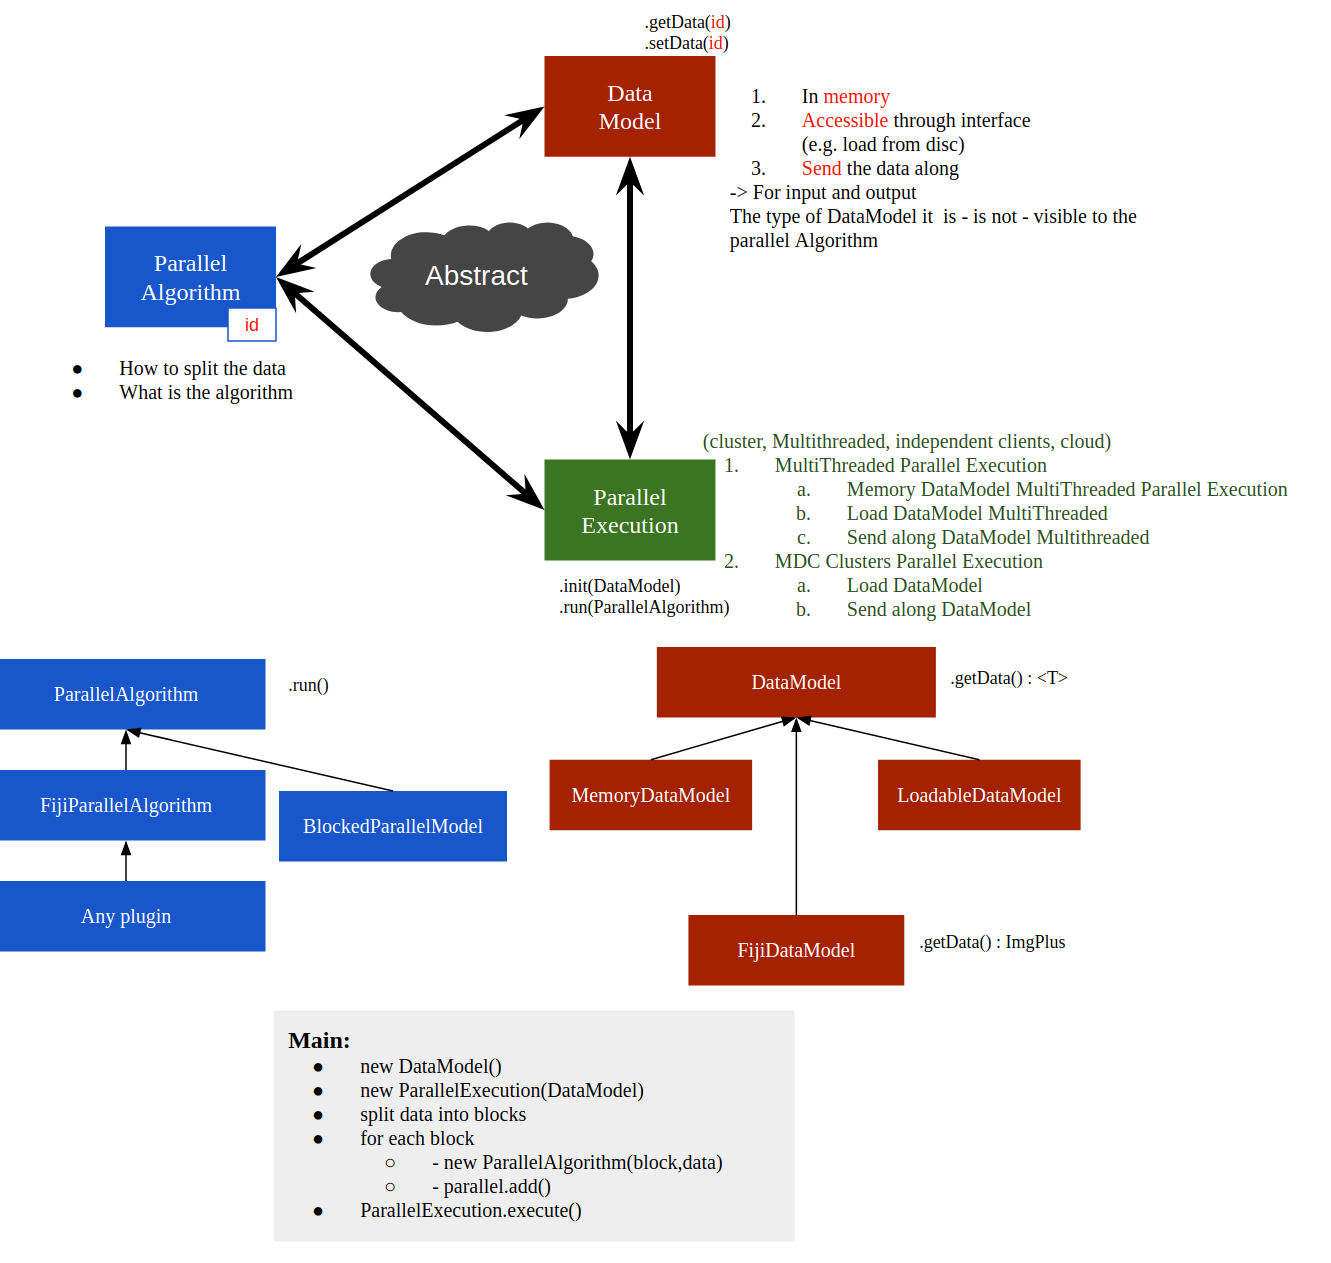 .getData(id)
.setData(id)
Data
Model
1. In memory
2. Accessible through interface
(e.g. load from disc)
3. Send the data along
-> For input and output
The type of DataModel it  is - is not - visible to the
parallel Algorithm
Abstract
Parallel
Algorithm
id
● How to split the data
● What is the algorithm
Parallel
Execution
.init(DataModel)
.run(ParallelAlgorithm)
(cluster, Multithreaded, independent clients, cloud)
1. MultiThreaded Parallel Execution
a. Memory DataModel MultiThreaded Parallel Execution
b. Load DataModel MultiThreaded
c. Send along DataModel Multithreaded
2. MDC Clusters Parallel Execution
a. Load DataModel
b. Send along DataModel
ParallelAlgorithm
.run()
FijiParallelAlgorithm
BlockedParallelModel
Any plugin
DataModel
.getData() : <T>
MemoryDataModel
LoadableDataModel
FijiDataModel
.getData() : ImgPlus
Main:
● new DataModel()
● new ParallelExecution(DataModel)
● split data into blocks
● for each block
○ - new ParallelAlgorithm(block,data)
○ - parallel.add()
● ParallelExecution.execute()